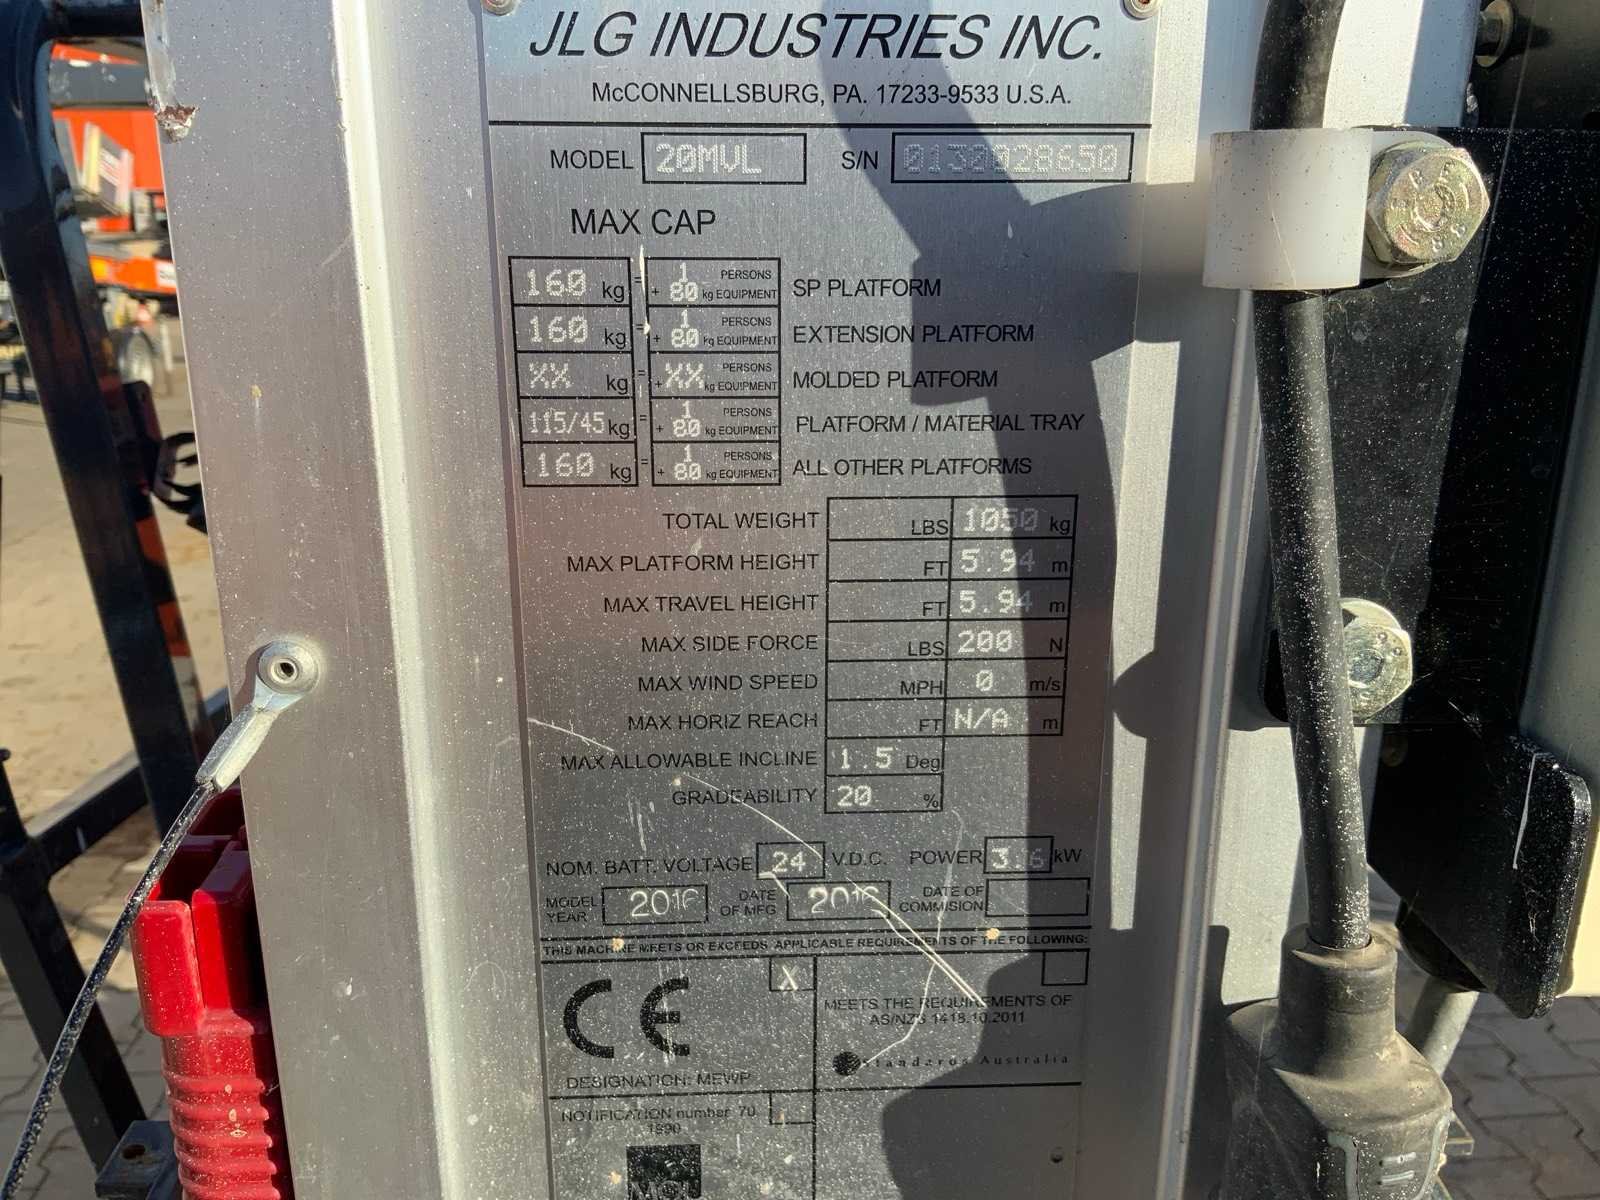 JLG INDUSTRIES INC.
McCONNELLSBURG, PA. 17233-9533 U.S.A.
MODEL 20MVL S/N 0130028650
MAX CAP
160 kg = 1 PERSONS + 80 kg EQUIPMENT SP PLATFORM
160 kg = 1 PERSONS + 80 kg EQUIPMENT EXTENSION PLATFORM
XX kg = PERSONS + XX kg EQUIPMENT MOLDED PLATFORM
115/45 kg = 1 PERSONS + 80 kg EQUIPMENT PLATFORM / MATERIAL TRAY
160 kg = 1 PERSONS + 80 kg EQUIPMENT ALL OTHER PLATFORMS
TOTAL WEIGHT LBS 1050 kg
MAX PLATFORM HEIGHT FT 5.94 m
MAX TRAVEL HEIGHT FT 5.94 m
MAX SIDE FORCE LBS 200 N
MAX WIND SPEED MPH 0 m/s
MAX HORIZ REACH FT N/A m
MAX ALLOWABLE INCLINE 1.5 Deg
GRADEABILITY 20 %
NOM. BATT. VOLTAGE 24 V.D.C. POWER 3.6 kW
MODEL YEAR 2016 DATE OF MFG 2016 DATE OF COMMISION
THIS MACHINE MEETS OR EXCEEDS APPLICABLE REQUIREMENTS OF THE FOLLOWING:
X
CE
MEETS THE REQUIREMENTS OF
AS/NZS 1418.10.2011
Standards Australia
DESIGNATION: MEWP
NOTIFICATION number 70
1890